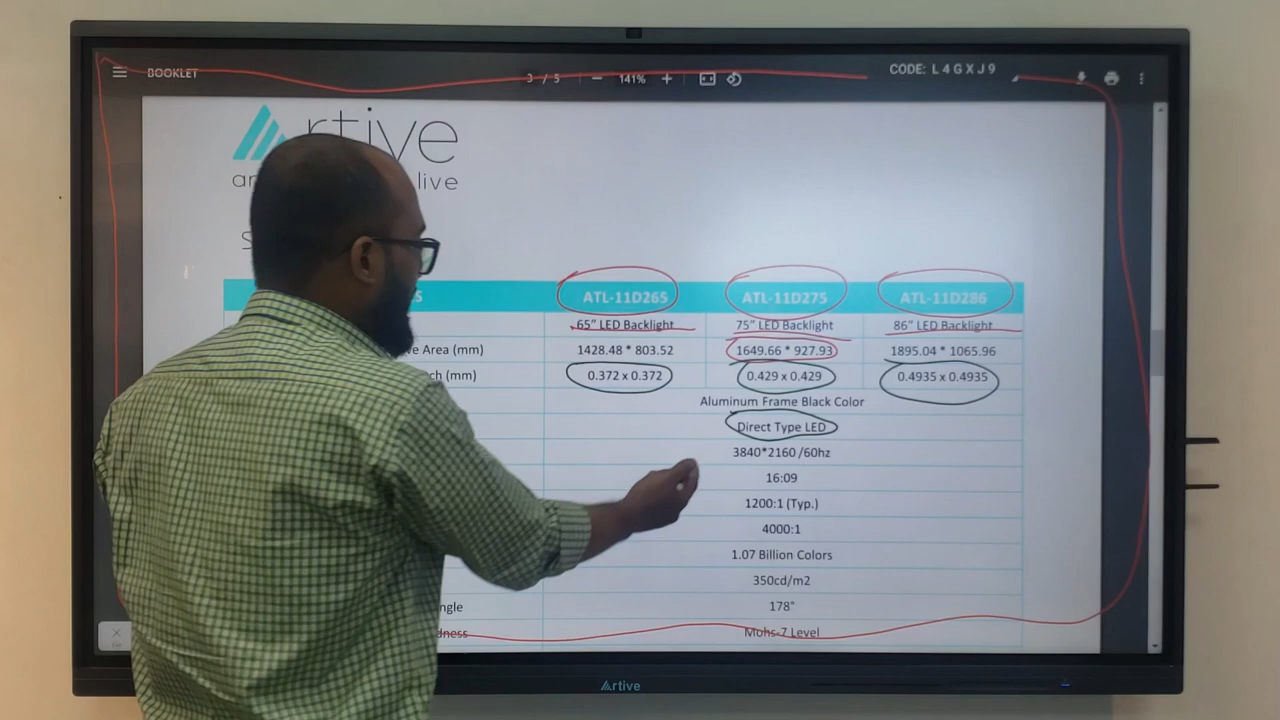 BOOKLET 3 / 5 — 141% + CODE: L 4 G X J 9
rtive
live
ATL-11D265 ATL-11D275 ATL-11D286
65" LED Backlight 75" LED Backlight 86" LED Backlight
Area (mm) 1428.48 * 803.52 1649.66 * 927.93 1895.04 * 1065.96
(mm) 0.372 x 0.372 0.429 x 0.429 0.4935 x 0.4935
Aluminum Frame Black Color
Direct Type LED
3840*2160 /60hz
16:09
1200:1 (Typ.)
4000:1
1.07 Billion Colors
350cd/m2
178°
Mohs-7 Level
Artive